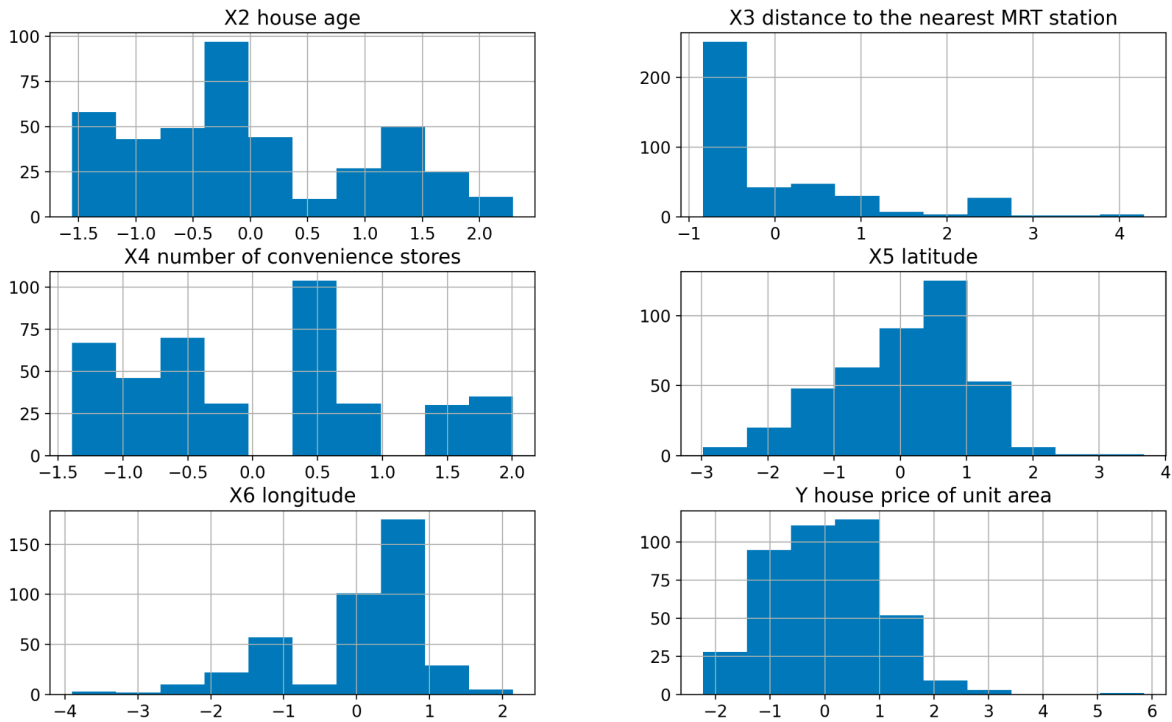 X2 house age
100
75
50
25
0
−1.5 −1.0 −0.5 0.0 0.5 1.0 1.5 2.0
X3 distance to the nearest MRT station
200
100
0
−1 0 1 2 3 4
X4 number of convenience stores
100
75
50
25
0
−1.5 −1.0 −0.5 0.0 0.5 1.0 1.5 2.0
X5 latitude
100
50
0
−3 −2 −1 0 1 2 3 4
X6 longitude
150
100
50
0
−4 −3 −2 −1 0 1 2
Y house price of unit area
100
75
50
25
0
−2 −1 0 1 2 3 4 5 6